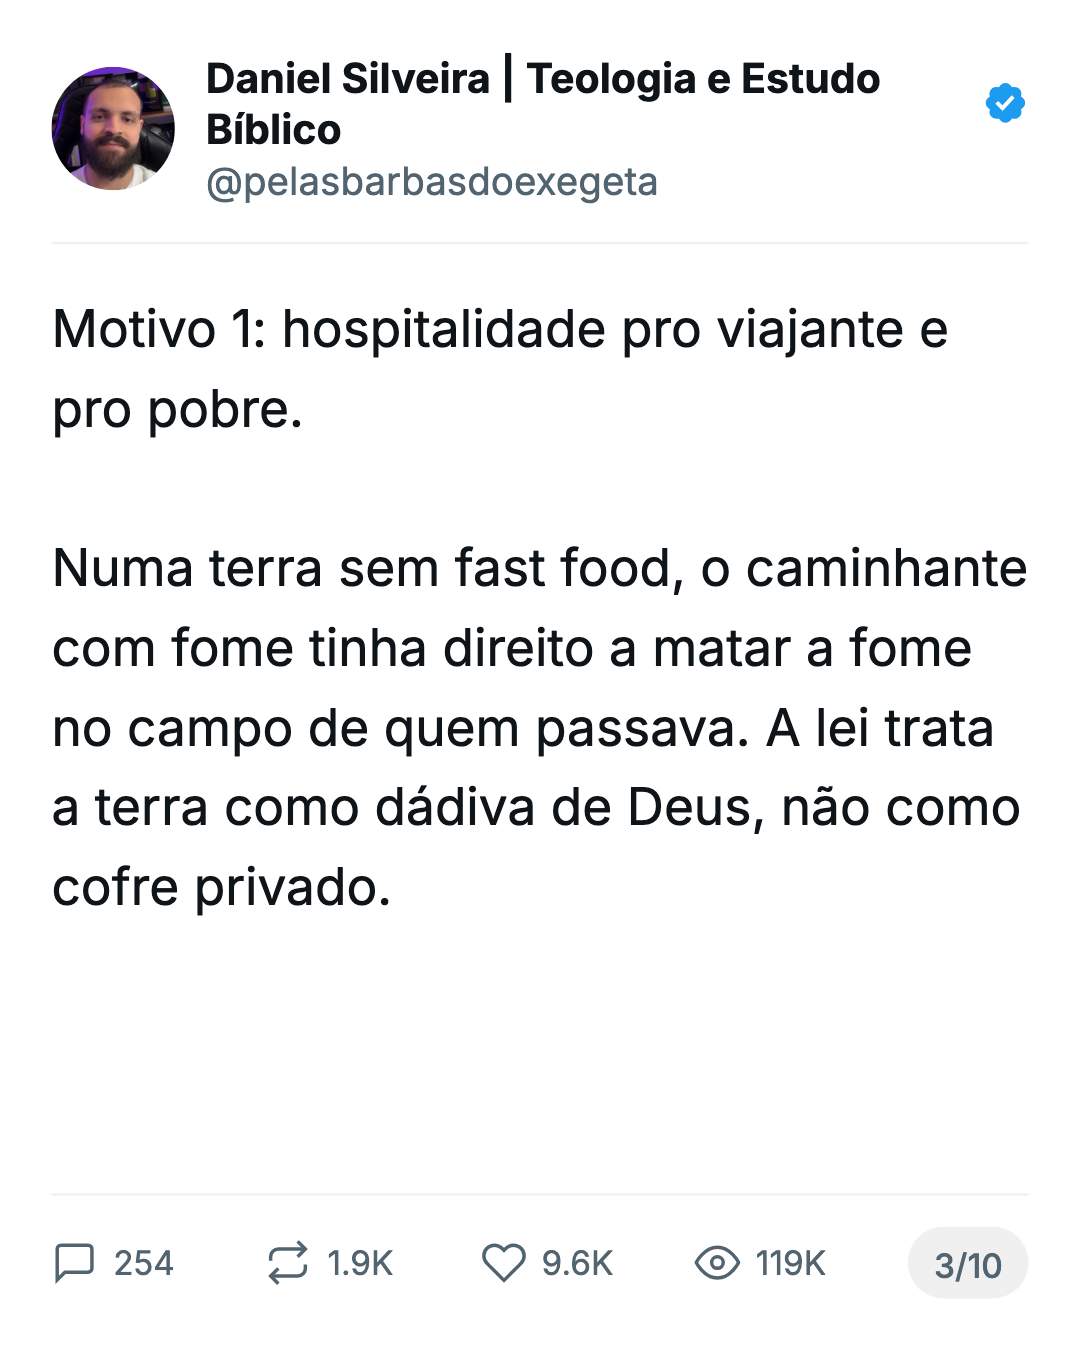 Daniel Silveira | Teologia e Estudo
Bíblico
@pelasbarbasdoexegeta
Motivo 1: hospitalidade pro viajante e
pro pobre.
Numa terra sem fast food, o caminhante
com fome tinha direito a matar a fome
no campo de quem passava. A lei trata
a terra como dádiva de Deus, não como
cofre privado.
254 1.9K 9.6K 119K 3/10